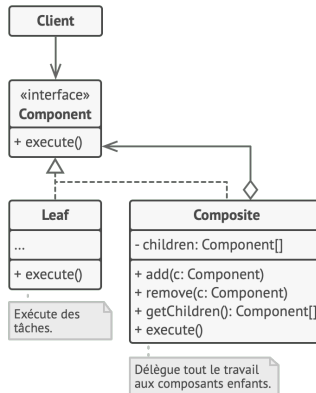 Client
«interface»
Component
+ execute()
Leaf
...
+ execute()
Exécute des
tâches.
Composite
- children: Component[]
+ add(c: Component)
+ remove(c: Component)
+ getChildren(): Component[]
+ execute()
Délègue tout le travail
aux composants enfants.